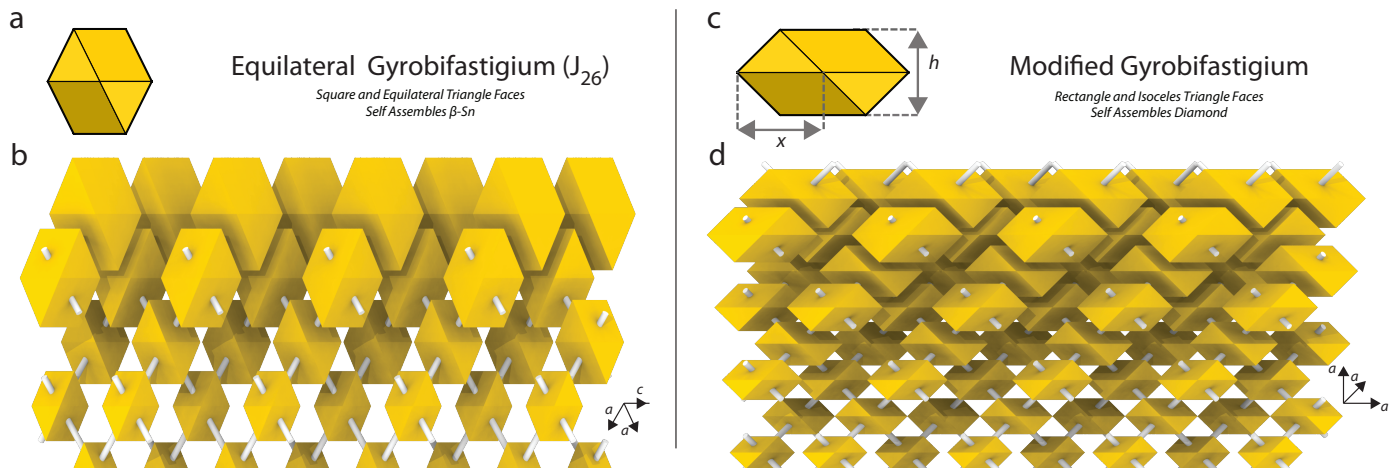 a
Equilateral Gyrobifastigium (J26)
Square and Equilateral Triangle Faces
Self Assembles β-Sn
b
c
a
a
c
x
h
Modified Gyrobifastigium
Rectangle and Isoceles Triangle Faces
Self Assembles Diamond
d
a
a
a